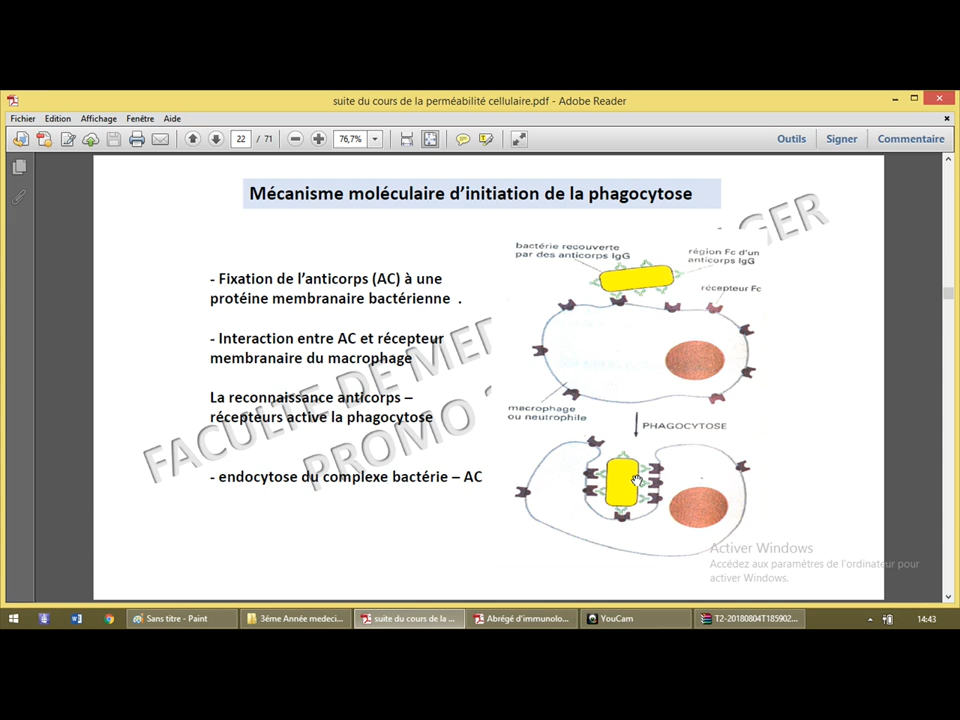 suite du cours de la perméabilité cellulaire.pdf - Adobe Reader
Fichier Edition Affichage Fenêtre Aide
22 / 71 76,7% Outils Signer Commentaire
Mécanisme moléculaire d'initiation de la phagocytose
- Fixation de l'anticorps (AC) à une
protéine membranaire bactérienne .
- Interaction entre AC et récepteur
membranaire du macrophage
La reconnaissance anticorps –
récepteurs active la phagocytose
- endocytose du complexe bactérie – AC
bactérie recouverte
par des anticorps IgG
région Fc d'un
anticorps IgG
récepteur Fc
macrophage
ou neutrophile
PHAGOCYTOSE
FACULTE DE MED
GER
PROMO
Activer Windows
Accédez aux paramètres de l'ordinateur pour
activer Windows.
Sans titre - Paint 3éme Année medeci... suite du cours de la ... Abrégé d'immunolo... YouCam T2-20180804T185902... 14:43